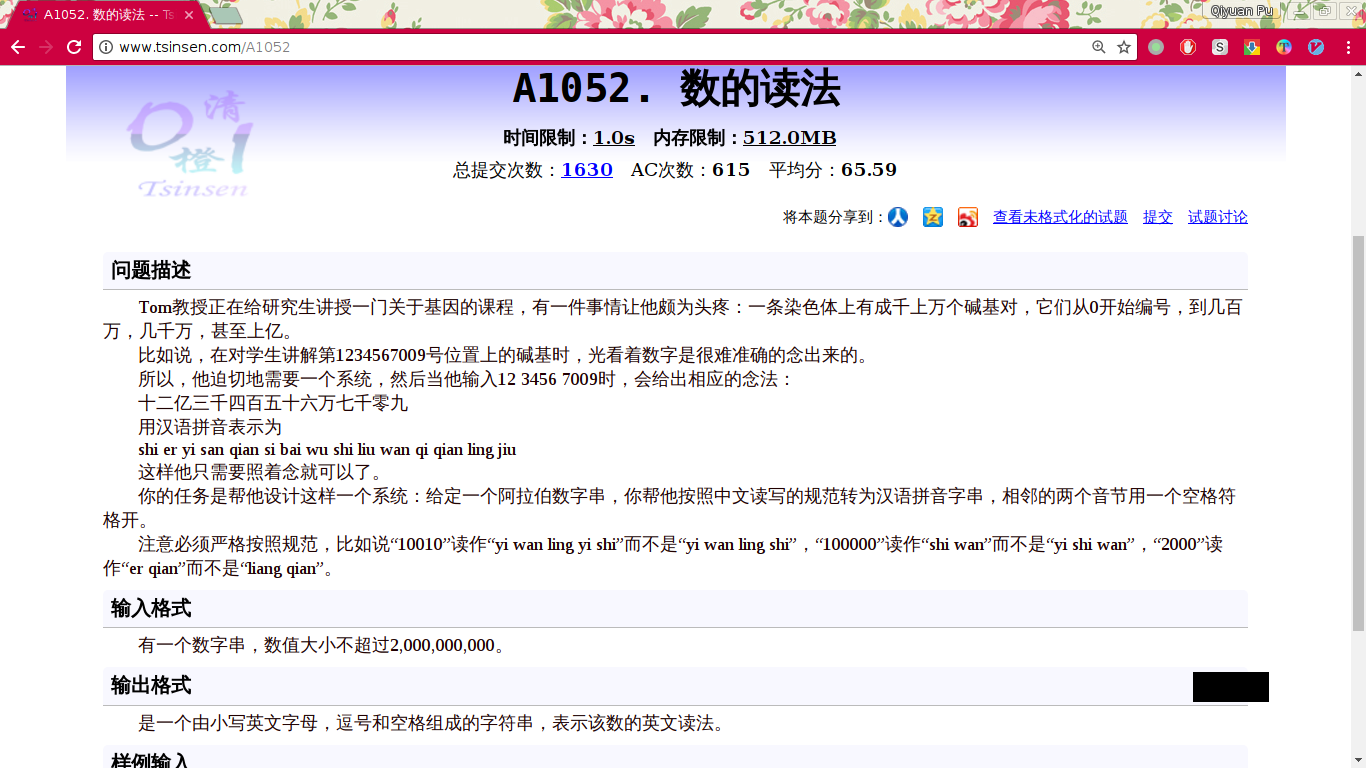 A1052. 数的读法 -- Ts
Qiyuan Pu
www.tsinsen.com/A1052
清橙
Tsinsen
A1052. 数的读法
时间限制：1.0s 内存限制：512.0MB
总提交次数：1630 AC次数：615 平均分：65.59
将本题分享到： 查看未格式化的试题 提交 试题讨论
问题描述
Tom教授正在给研究生讲授一门关于基因的课程，有一件事情让他颇为头疼：一条染色体上有成千上万个碱基对，它们从0开始编号，到几百
万，几千万，甚至上亿。
比如说，在对学生讲解第1234567009号位置上的碱基时，光看着数字是很难准确的念出来的。
所以，他迫切地需要一个系统，然后当他输入12 3456 7009时，会给出相应的念法：
十二亿三千四百五十六万七千零九
用汉语拼音表示为
shi er yi san qian si bai wu shi liu wan qi qian ling jiu
这样他只需要照着念就可以了。
你的任务是帮他设计这样一个系统：给定一个阿拉伯数字串，你帮他按照中文读写的规范转为汉语拼音字串，相邻的两个音节用一个空格符
格开。
注意必须严格按照规范，比如说“10010”读作“yi wan ling yi shi”而不是“yi wan ling shi”，“100000”读作“shi wan”而不是“yi shi wan”，“2000”读
作“er qian”而不是“liang qian”。
输入格式
有一个数字串，数值大小不超过2,000,000,000。
输出格式
是一个由小写英文字母，逗号和空格组成的字符串，表示该数的英文读法。
样例输入